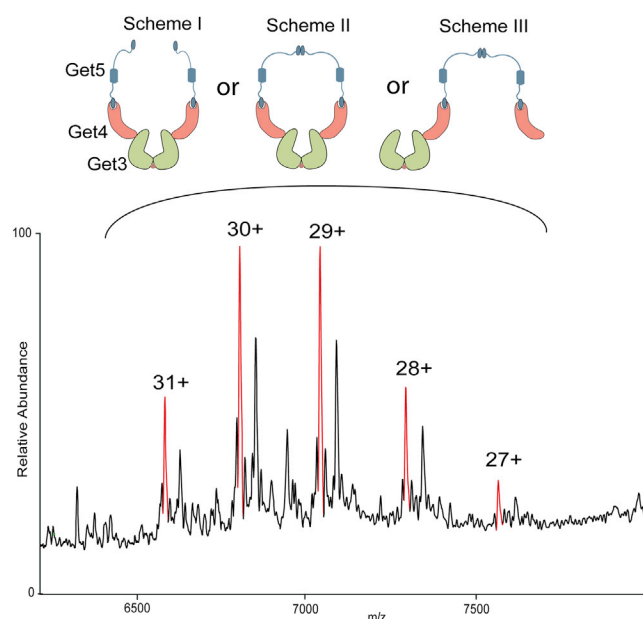 Scheme I
Scheme II
Scheme III
Get5
or
or
Get4
Get3
100
30+
29+
31+
28+
27+
Relative Abundance
0
6500
7000
7500
m/z